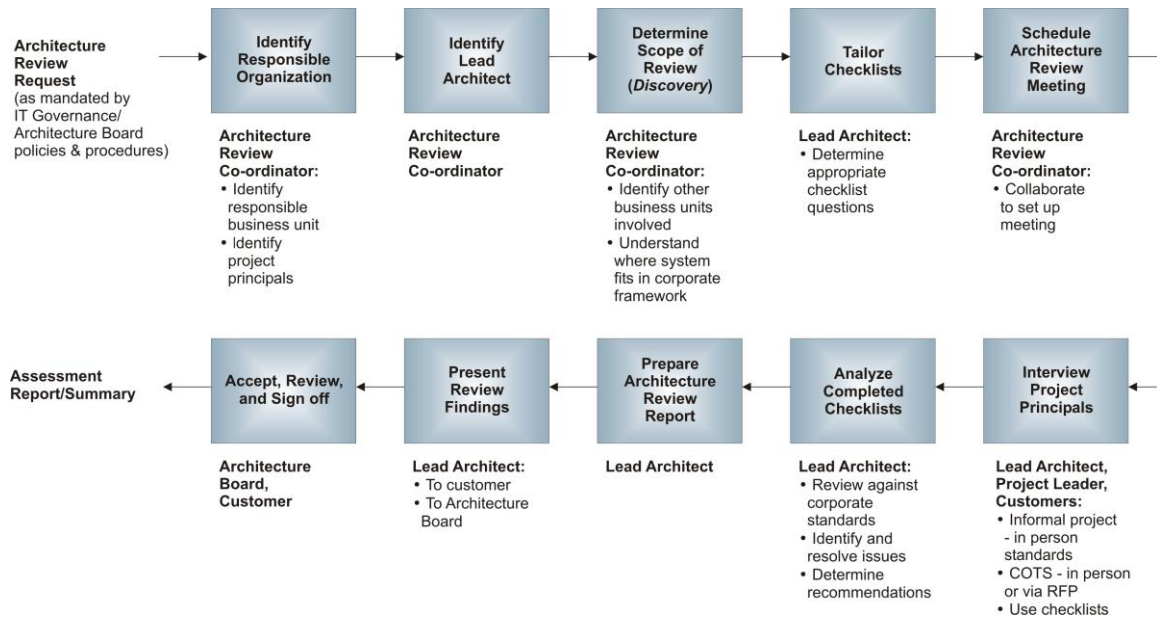 Architecture
Review
Request
(as mandated by
IT Governance/
Architecture Board
policies & procedures)
Identify
Responsible
Organization
Architecture
Review
Co-ordinator:
• Identify
responsible
business unit
• Identify
project
principals
Identify
Lead
Architect
Architecture
Review
Co-ordinator
Determine
Scope of
Review
(Discovery)
Architecture
Review
Co-ordinator:
• Identify other
business units
involved
• Understand
where system
fits in corporate
framework
Tailor
Checklists
Lead Architect:
• Determine
appropriate
checklist
questions
Schedule
Architecture
Review
Meeting
Architecture
Review
Co-ordinator:
• Collaborate
to set up
meeting
Interview
Project
Principals
Lead Architect,
Project Leader,
Customers:
• Informal project
- in person
standards
• COTS - in person
or via RFP
• Use checklists
Analyze
Completed
Checklists
Lead Architect:
• Review against
corporate
standards
• Identify and
resolve issues
• Determine
recommendations
Prepare
Architecture
Review
Report
Lead Architect
Present
Review
Findings
Lead Architect:
• To customer
• To Architecture
Board
Accept, Review,
and Sign off
Architecture
Board,
Customer
Assessment
Report/Summary